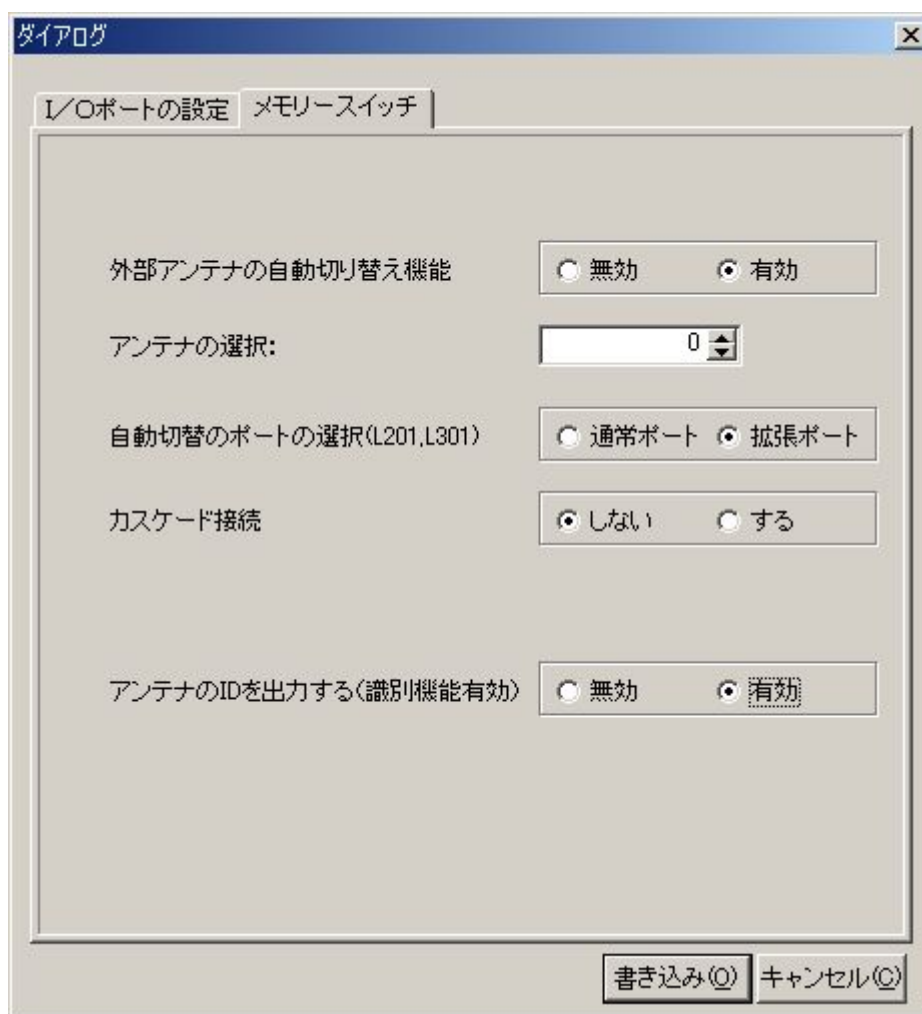 ダイアログ
I/Oポートの設定 メモリースイッチ
外部アンテナの自動切り替え機能 無効 有効
アンテナの選択: 0
自動切替のポートの選択(L201,L301) 通常ポート 拡張ポート
カスケード接続 しない する
アンテナのIDを出力する(識別機能有効) 無効 有効
書き込み(O) キャンセル(C)